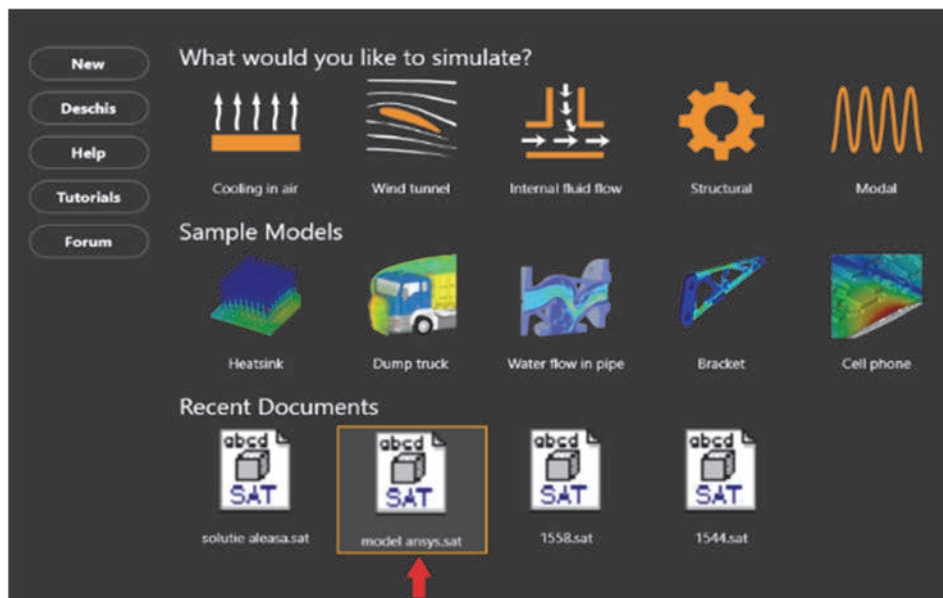 New
Deschis
Help
Tutorials
Forum
What would you like to simulate?
Cooling in air
Wind tunnel
Internal fluid flow
Structural
Modal
Sample Models
Heatsink
Dump truck
Water flow in pipe
Bracket
Cell phone
Recent Documents
abcd
SAT
abcd
SAT
abcd
SAT
abcd
SAT
solutie aleasa.sat
model ansys.sat
1558.sat
1544.sat